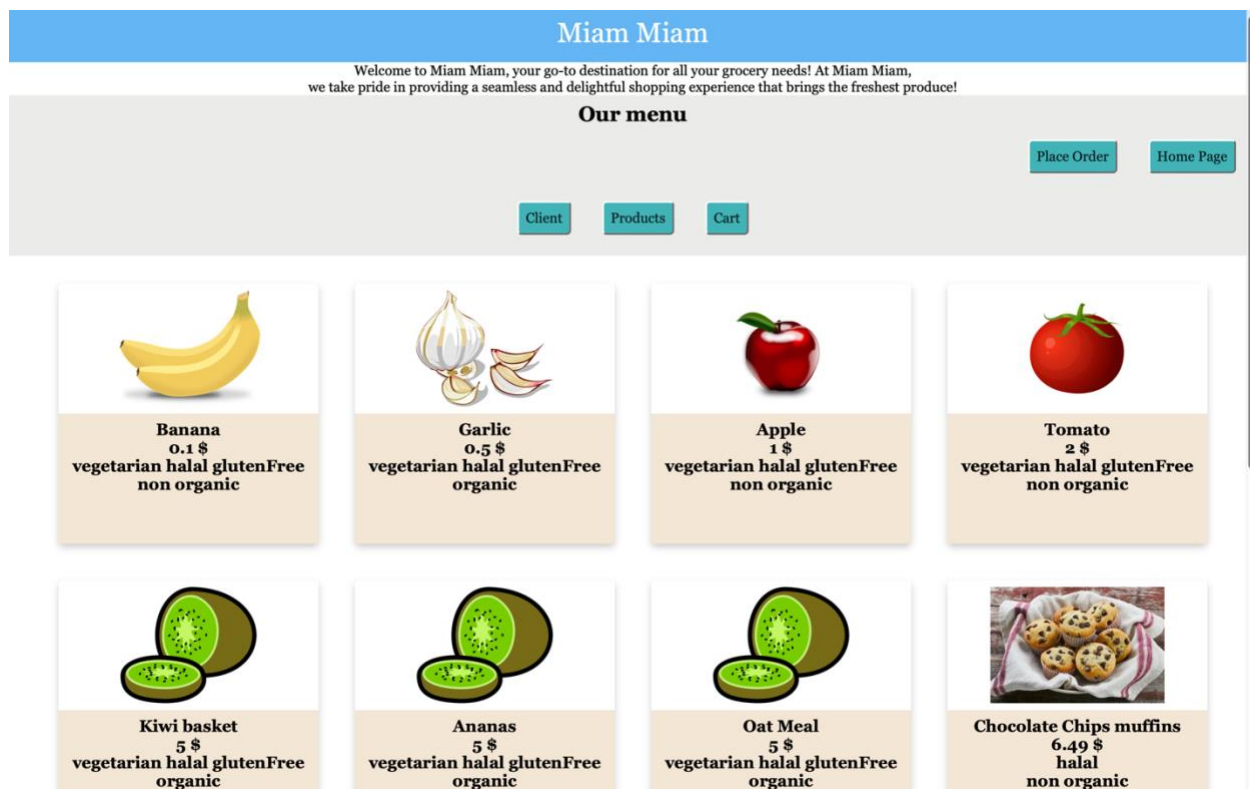 Miam Miam
Welcome to Miam Miam, your go-to destination for all your grocery needs! At Miam Miam,
we take pride in providing a seamless and delightful shopping experience that brings the freshest produce!
Our menu
Place Order
Home Page
Client
Products
Cart
Banana
0.1 $
vegetarian halal glutenFree
non organic
Garlic
0.5 $
vegetarian halal glutenFree
organic
Apple
1 $
vegetarian halal glutenFree
non organic
Tomato
2 $
vegetarian halal glutenFree
non organic
Kiwi basket
5 $
vegetarian halal glutenFree
organic
Ananas
5 $
vegetarian halal glutenFree
organic
Oat Meal
5 $
vegetarian halal glutenFree
organic
Chocolate Chips muffins
6.49 $
halal
non organic